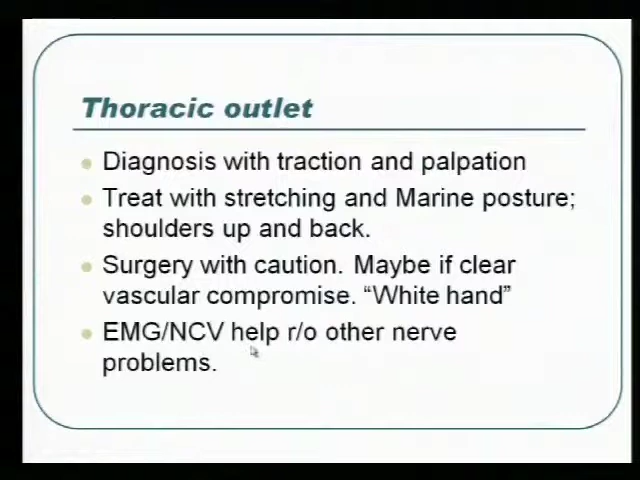 Thoracic outlet
Diagnosis with traction and palpation
Treat with stretching and Marine posture;
shoulders up and back.
Surgery with caution. Maybe if clear
vascular compromise. “White hand”
EMG/NCV help r/o other nerve
problems.